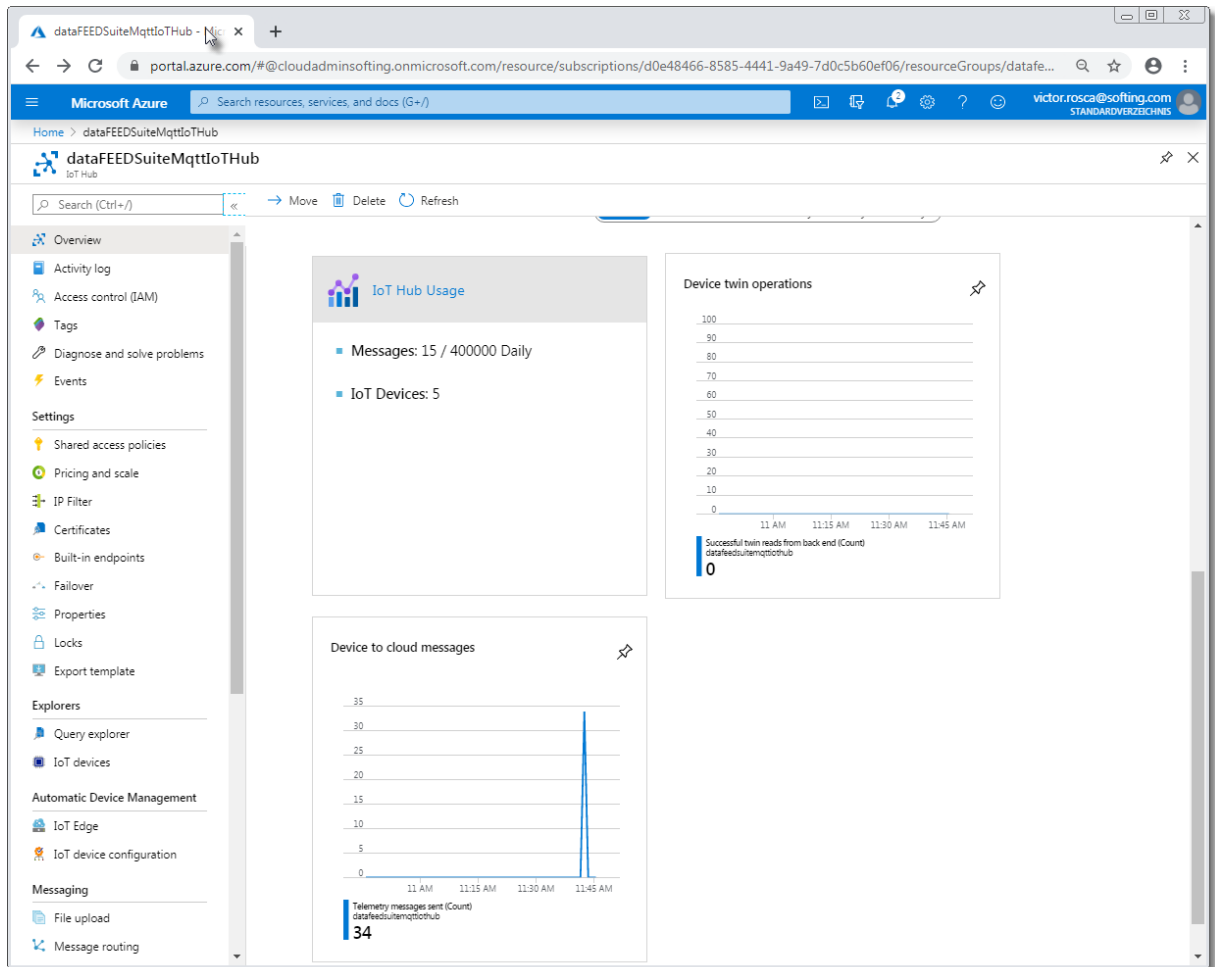 dataFEEDSuiteMqttIoTHub - Mic
portal.azure.com/#@cloudadminsofting.onmicrosoft.com/resource/subscriptions/d0e48466-8585-4441-9a49-7d0c5b60ef06/resourceGroups/datafe...
Microsoft Azure
Search resources, services, and docs (G+/)
2
victor.rosca@softing.com
STANDARDVERZEICHNIS
Home > dataFEEDSuiteMqttIoTHub
dataFEEDSuiteMqttIoTHub
IoT Hub
Search (Ctrl+/)
«
Move
Delete
Refresh
Overview
Activity log
Access control (IAM)
Tags
Diagnose and solve problems
Events
Settings
Shared access policies
Pricing and scale
IP Filter
Certificates
Built-in endpoints
Failover
Properties
Locks
Export template
Explorers
Query explorer
IoT devices
Automatic Device Management
IoT Edge
IoT device configuration
Messaging
File upload
Message routing
IoT Hub Usage
Messages: 15 / 400000 Daily
IoT Devices: 5
Device twin operations
100
90
80
70
60
50
40
30
20
10
0
11 AM 11:15 AM 11:30 AM 11:45 AM
Successful twin reads from back end (Count)
datafeedsuitemqttiothub
0
Device to cloud messages
35
30
25
20
15
10
5
0
11 AM 11:15 AM 11:30 AM 11:45 AM
Telemetry messages sent (Count)
datafeedsuitemqttiothub
34